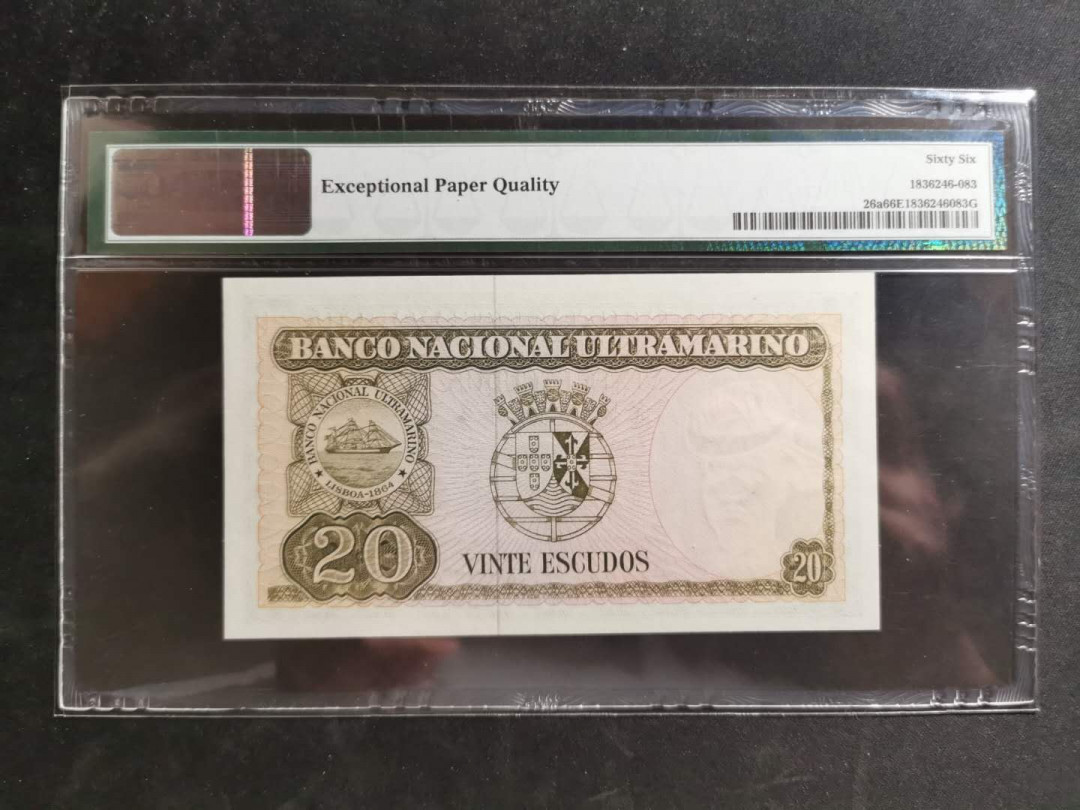 Sixty Six
Exceptional Paper Quality
1836246-083
26a66E1836246083G
BANCO NACIONAL ULTRAMARINO
BANCO NACIONAL ULTRAMARINO
LISBOA-1864
20
VINTE ESCUDOS
20